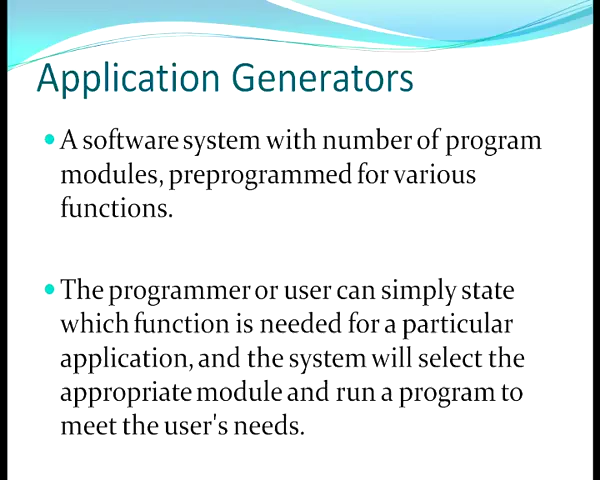 Application Generators
A software system with number of program
modules, preprogrammed for various
functions.
The programmer or user can simply state
which function is needed for a particular
application, and the system will select the
appropriate module and run a program to
meet the user's needs.